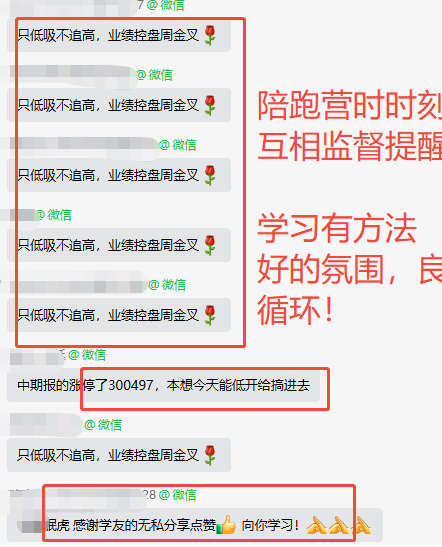 7 @微信
只低吸不追高，业绩控盘周金叉🌹
@微信
只低吸不追高，业绩控盘周金叉🌹
@微信
只低吸不追高，业绩控盘周金叉🌹
@微信
只低吸不追高，业绩控盘周金叉🌹
@微信
只低吸不追高，业绩控盘周金叉🌹
陪跑营时时刻
互相监督提醒
学习有方法
好的氛围，良
循环！
@微信
中期报的涨停了300497，本想今天能低开给搞进去
@微信
只低吸不追高，业绩控盘周金叉🌹
28 @微信
眠虎 感谢学友的无私分享点赞👍 向你学习！🙏🙏🙏